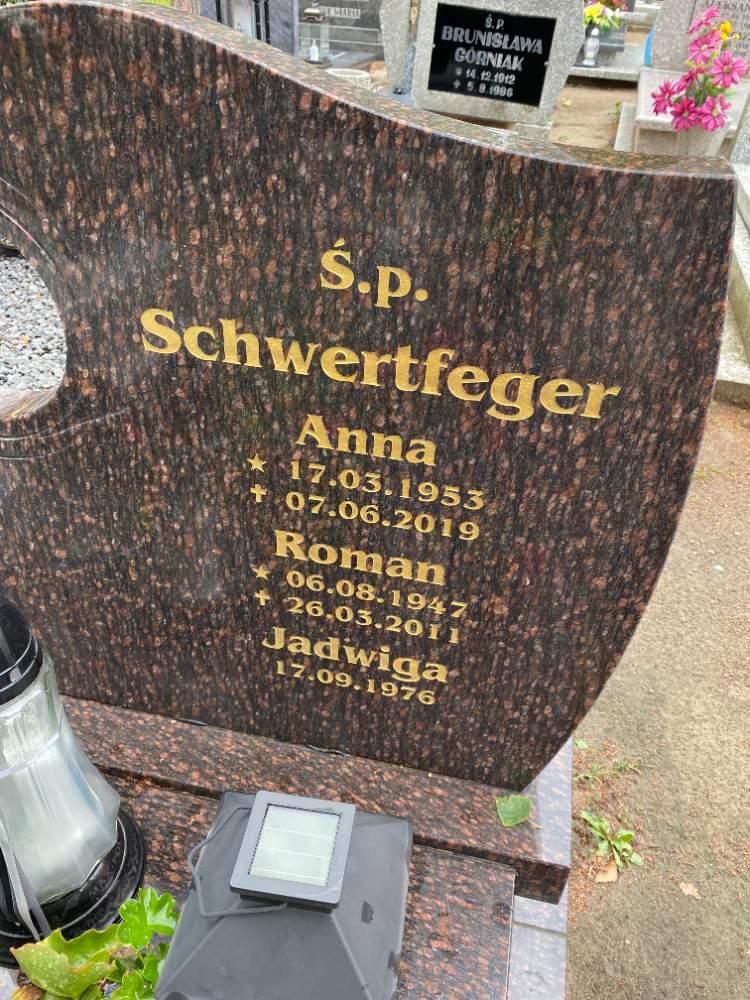 MARIA
Ś.P.
BRUNISŁAWA
GÓRNIAK
* 14.12.1912
✝ 5.8.1986
Ś.p.
Schwertfeger
Anna
★ 17.03.1953
✝ 07.06.2019
Roman
★ 06.08.1947
✝ 26.03.2011
Jadwiga
17.09.1976